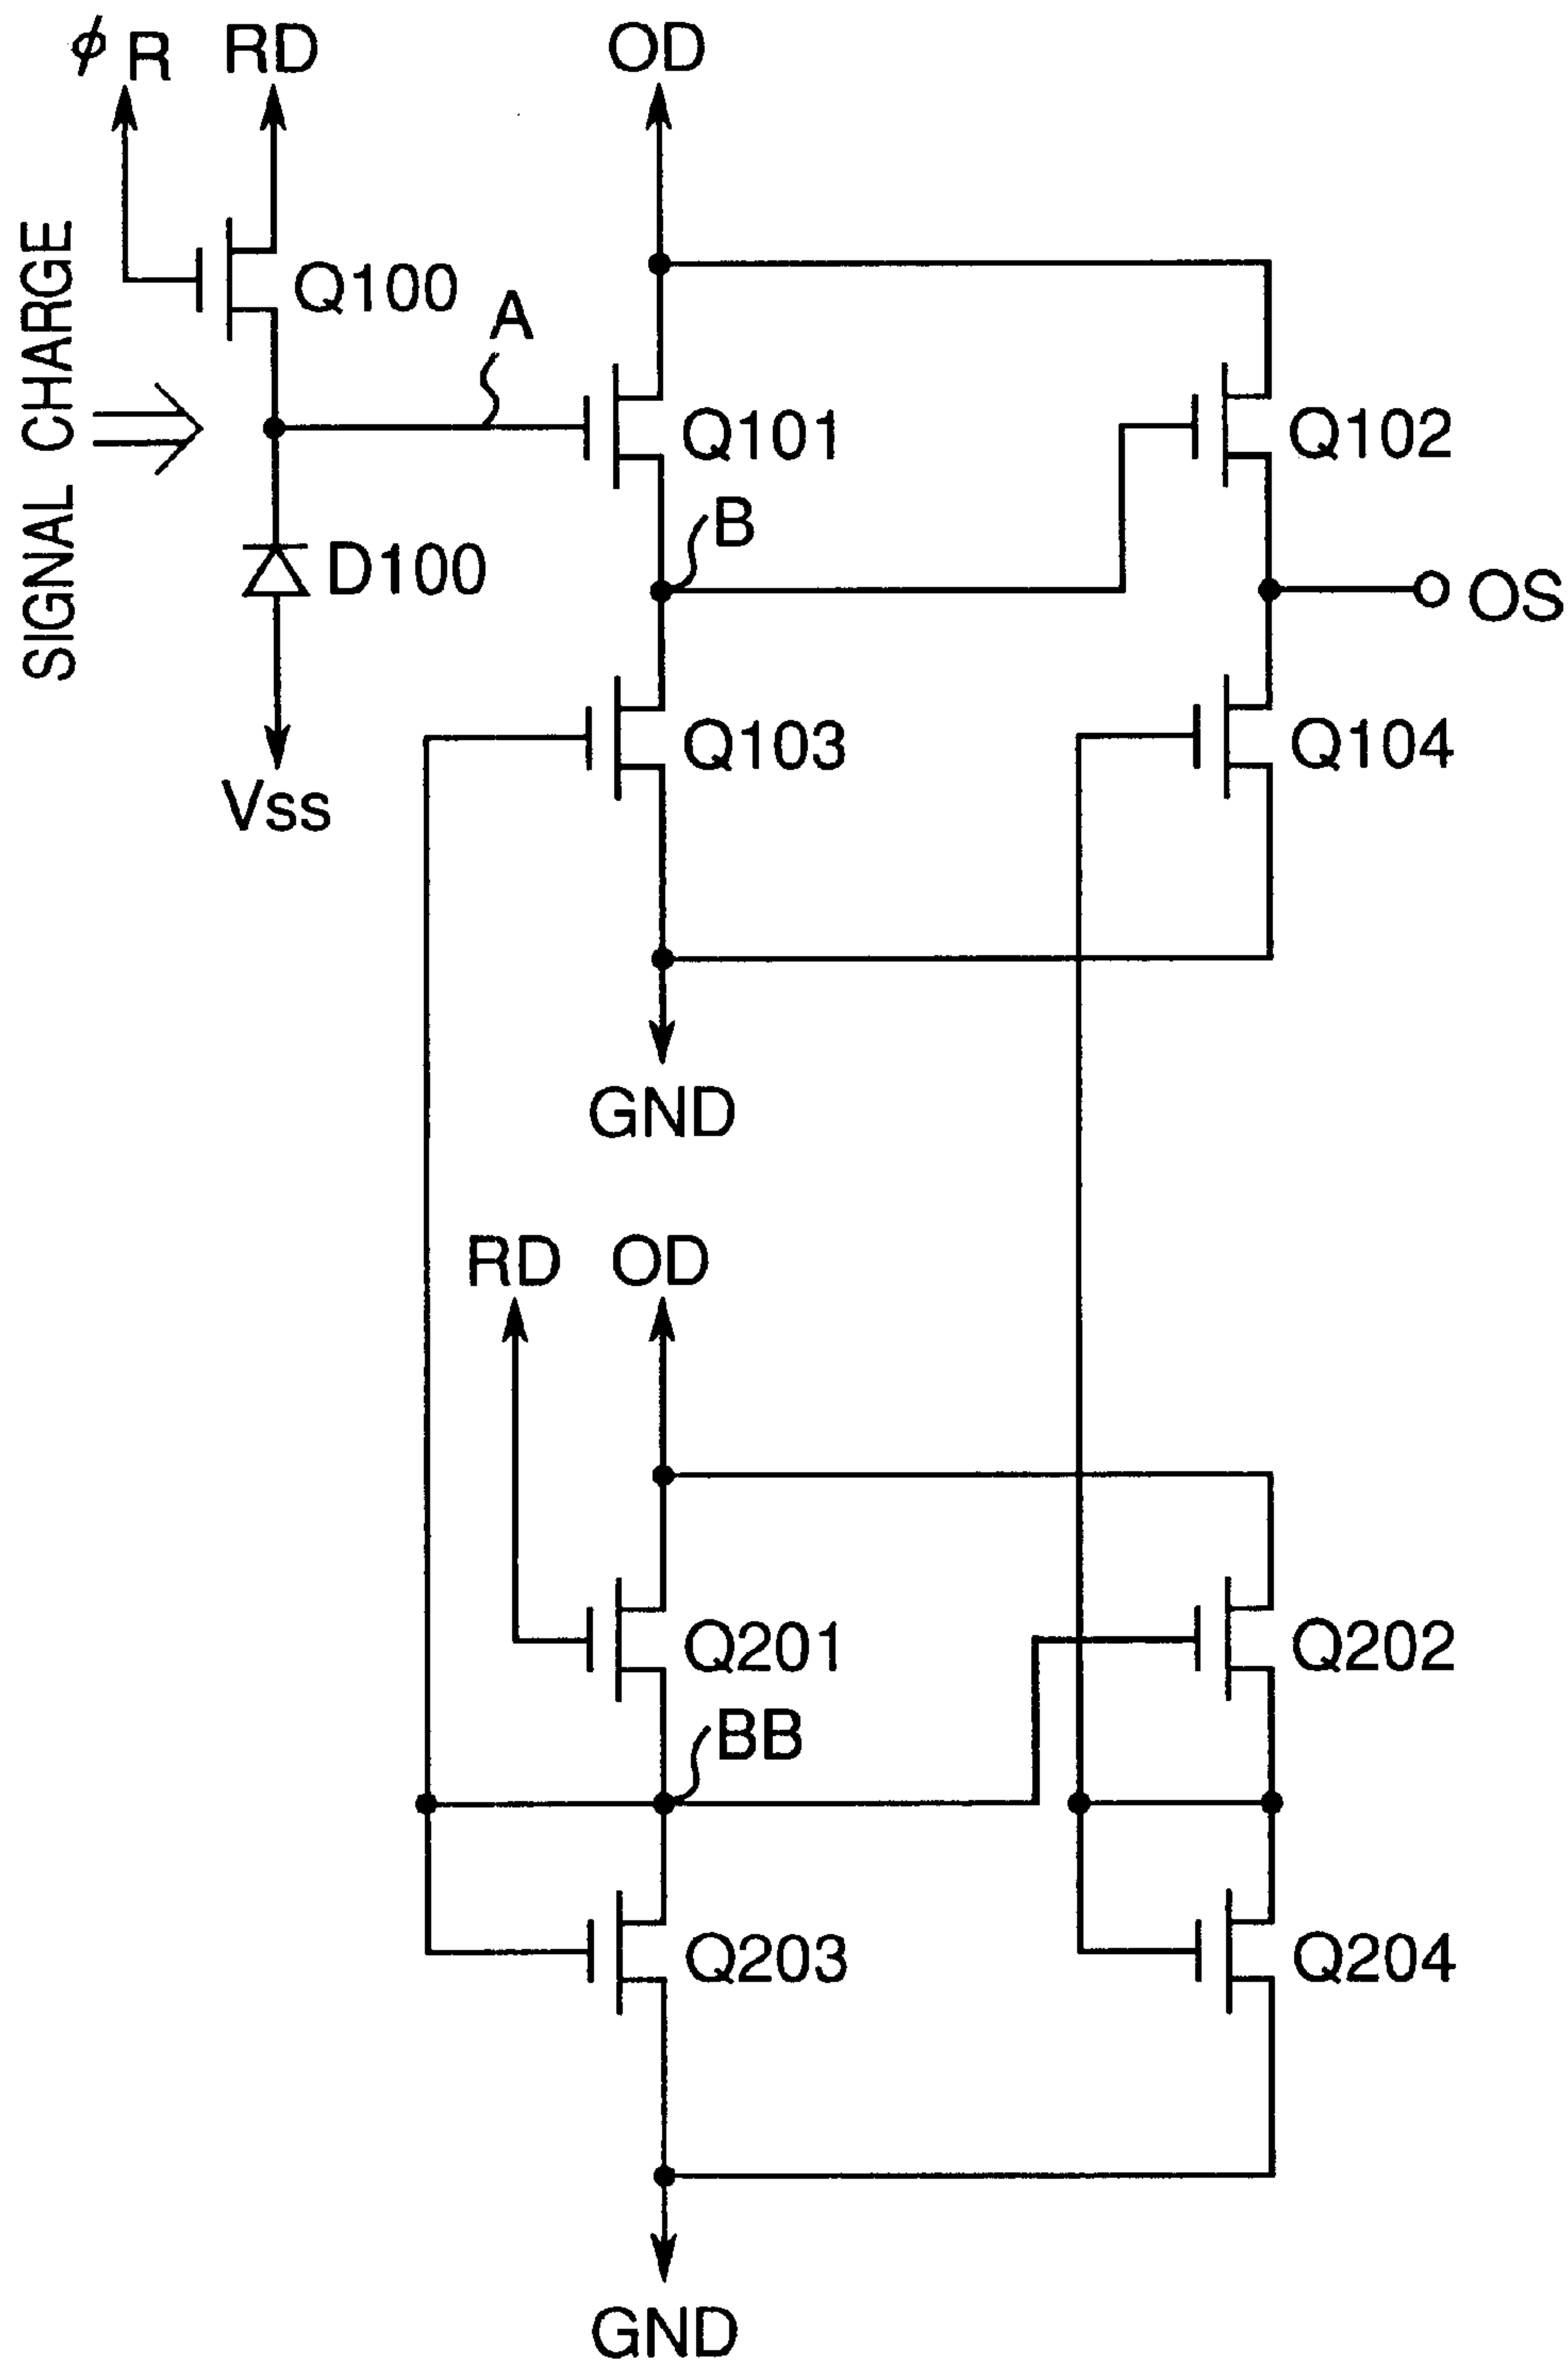 ϕR RD OD
SIGNAL CHARGE
Q100
A
Q101
Q102
B
D100
OS
Q103
Q104
Vss
GND
RD OD
Q201
Q202
BB
Q203
Q204
GND